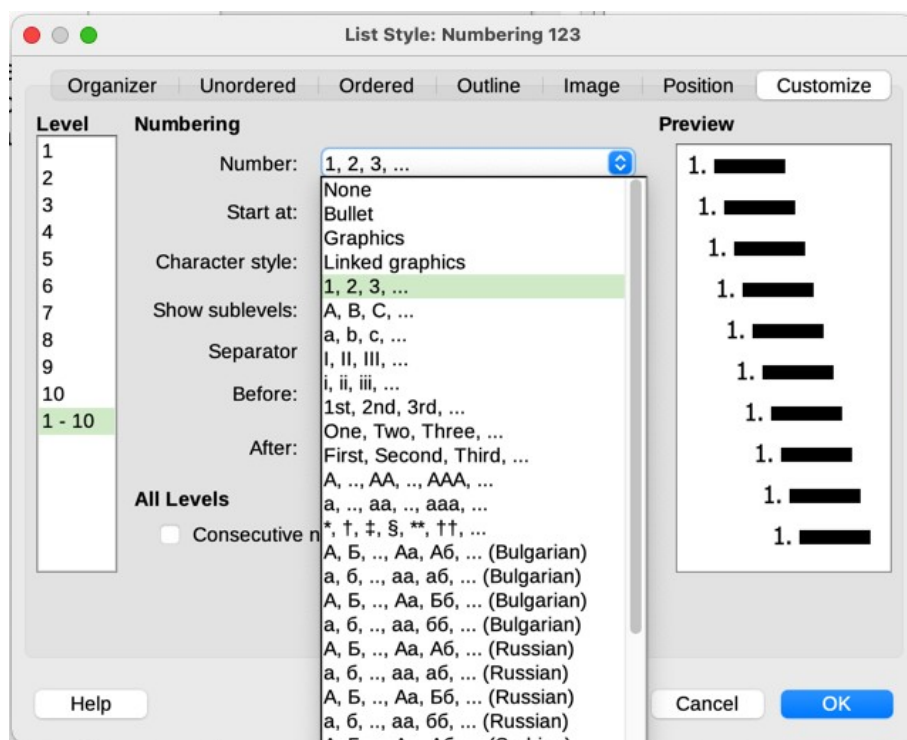 List Style: Numbering 123
Organizer Unordered Ordered Outline Image Position Customize
Level
1
2
3
4
5
6
7
8
9
10
1 - 10
Numbering
Number: 1, 2, 3, ...
Start at:
Character style:
Show sublevels:
Separator
Before:
After:
All Levels
Consecutive n
None
Bullet
Graphics
Linked graphics
1, 2, 3, ...
A, B, C, ...
a, b, c, ...
I, II, III, ...
i, ii, iii, ...
1st, 2nd, 3rd, ...
One, Two, Three, ...
First, Second, Third, ...
A, .., AA, .., AAA, ...
a, .., aa, .., aaa, ...
*, †, ‡, §, **, ††, ...
А, Б, .., Аа, Аб, ... (Bulgarian)
а, б, .., аа, аб, ... (Bulgarian)
А, Б, .., Аа, Бб, ... (Bulgarian)
а, б, .., аа, бб, ... (Bulgarian)
А, Б, .., Аа, Аб, ... (Russian)
а, б, .., аа, аб, ... (Russian)
А, Б, .., Аа, Бб, ... (Russian)
а, б, .., аа, бб, ... (Russian)
Preview
1.
1.
1.
1.
1.
1.
1.
1.
1.
1.
Help
Cancel
OK